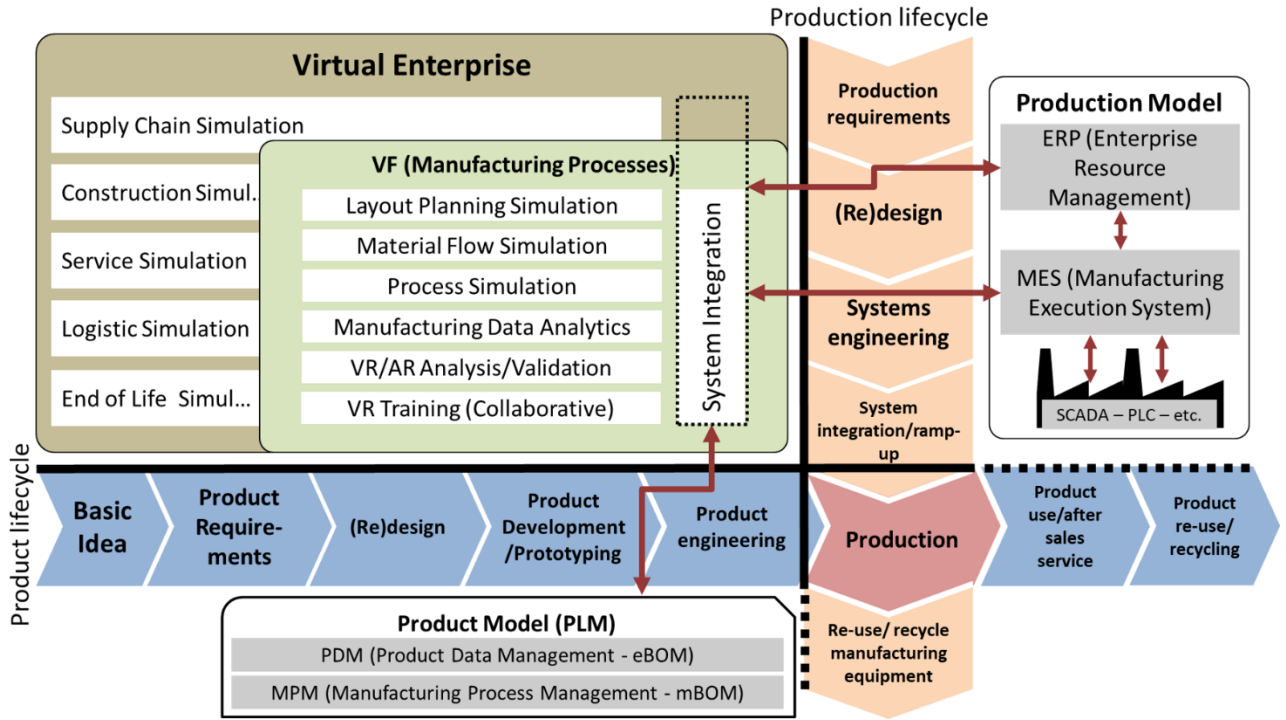 Production lifecycle
Virtual Enterprise
Supply Chain Simulation
Construction Simul..
Service Simulation
Logistic Simulation
End of Life Simul...
VF (Manufacturing Processes)
Layout Planning Simulation
Material Flow Simulation
Process Simulation
Manufacturing Data Analytics
VR/AR Analysis/Validation
VR Training (Collaborative)
System Integration
Production
requirements
(Re)design
Systems
engineering
System
integration/ramp-
up
Production Model
ERP (Enterprise
Resource
Management)
MES (Manufacturing
Execution System)
SCADA – PLC – etc.
Product lifecycle
Basic
Idea
Product
Require-
ments
(Re)design
Product
Development
/Prototyping
Product
engineering
Production
Product
use/after
sales
service
Product
re-use/
recycling
Product Model (PLM)
PDM (Product Data Management - eBOM)
MPM (Manufacturing Process Management - mBOM)
Re-use/ recycle
manufacturing
equipment